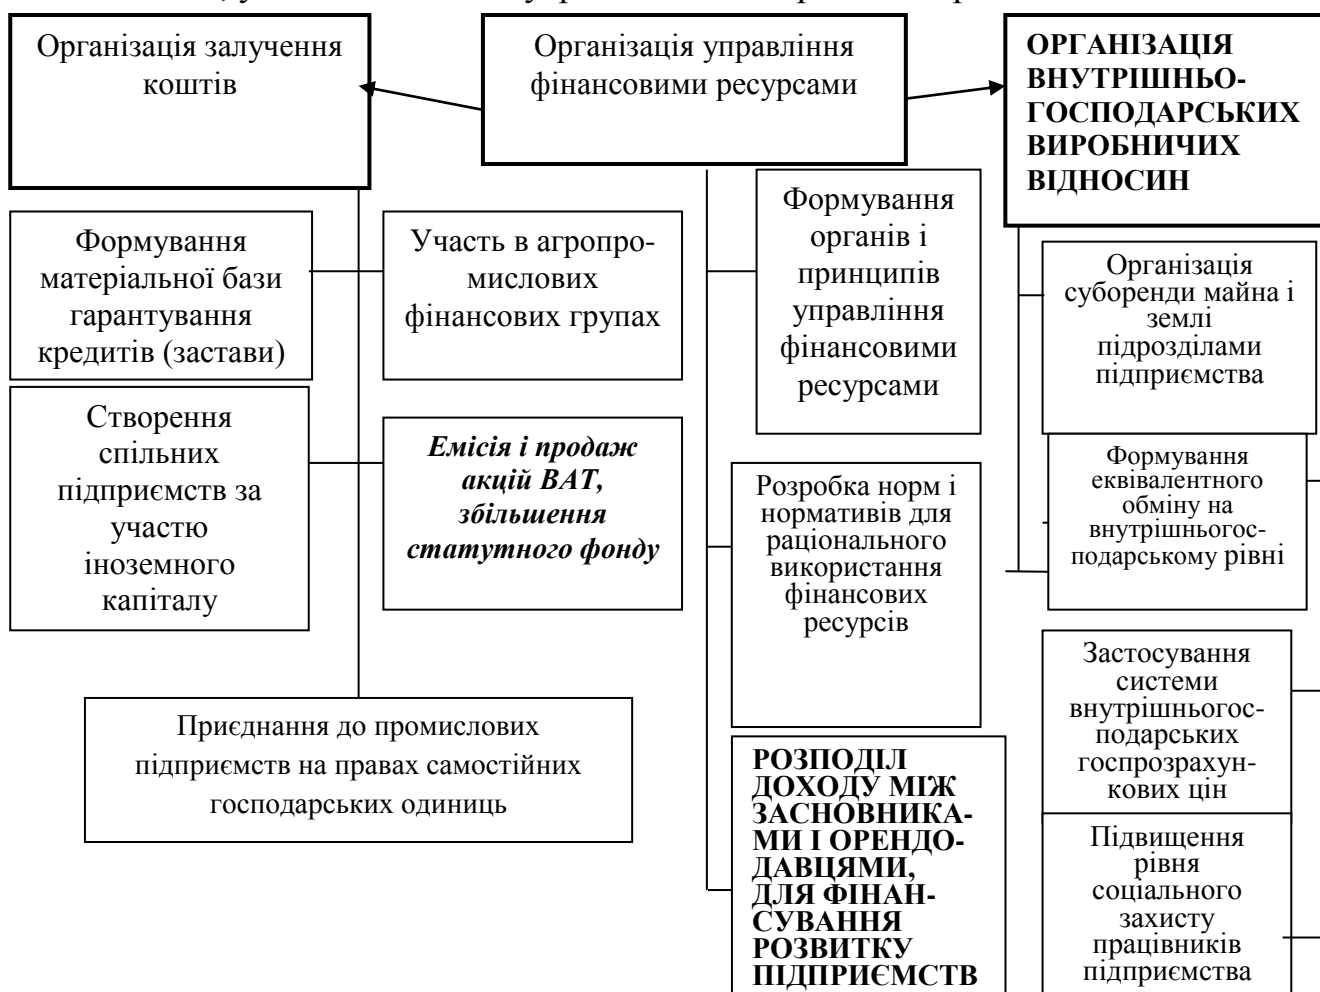 Організація залучення
коштів
Організація управління
фінансовими ресурсами
ОРГАНІЗАЦІЯ
ВНУТРІШНЬО-
ГОСПОДАРСЬКИХ
ВИРОБНИЧИХ
ВІДНОСИН
Формування
матеріальної бази
гарантування
кредитів (застави)
Участь в агропро-
мислових
фінансових групах
Формування
органів і
принципів
управління
фінансовими
ресурсами
Організація
суборенди майна і
землі
підрозділами
підприємства
Створення
спільних
підприємств за
участю
іноземного
капіталу
Емісія і продаж
акцій ВАТ,
збільшення
статутного фонду
Розробка норм і
нормативів для
раціонального
використання
фінансових
ресурсів
Формування
еквівалентного
обміну на
внутрішньогос-
подарському рівні
Приєднання до промислових
підприємств на правах самостійних
господарських одиниць
РОЗПОДІЛ
ДОХОДУ МІЖ
ЗАСНОВНИКА-
МИ І ОРЕНДО-
ДАВЦЯМИ,
ДЛЯ ФІНАН-
СУВАННЯ
РОЗВИТКУ
ПІДПРИЄМСТВ
Застосування
системи
внутрішньогос-
подарських
госпрозрахун-
кових цін
Підвищення
рівня
соціального
захисту
працівників
підприємства